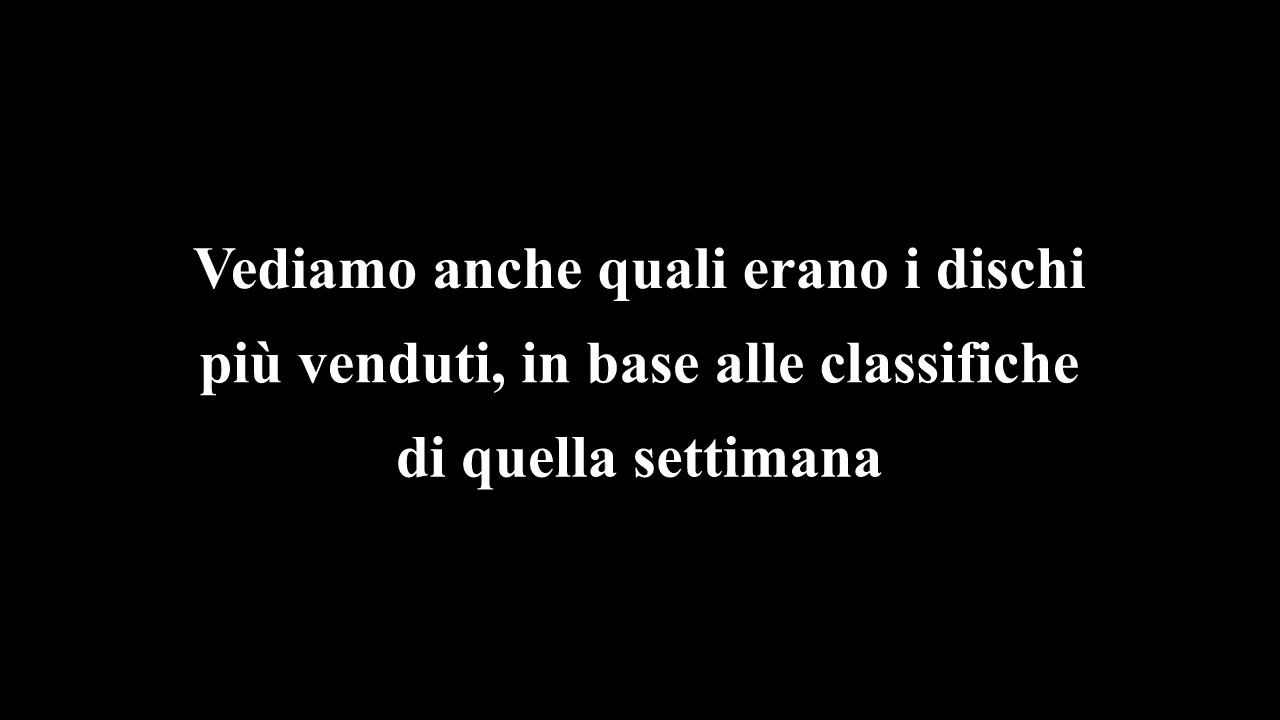 Vediamo anche quali erano i dischi
più venduti, in base alle classifiche
di quella settimana